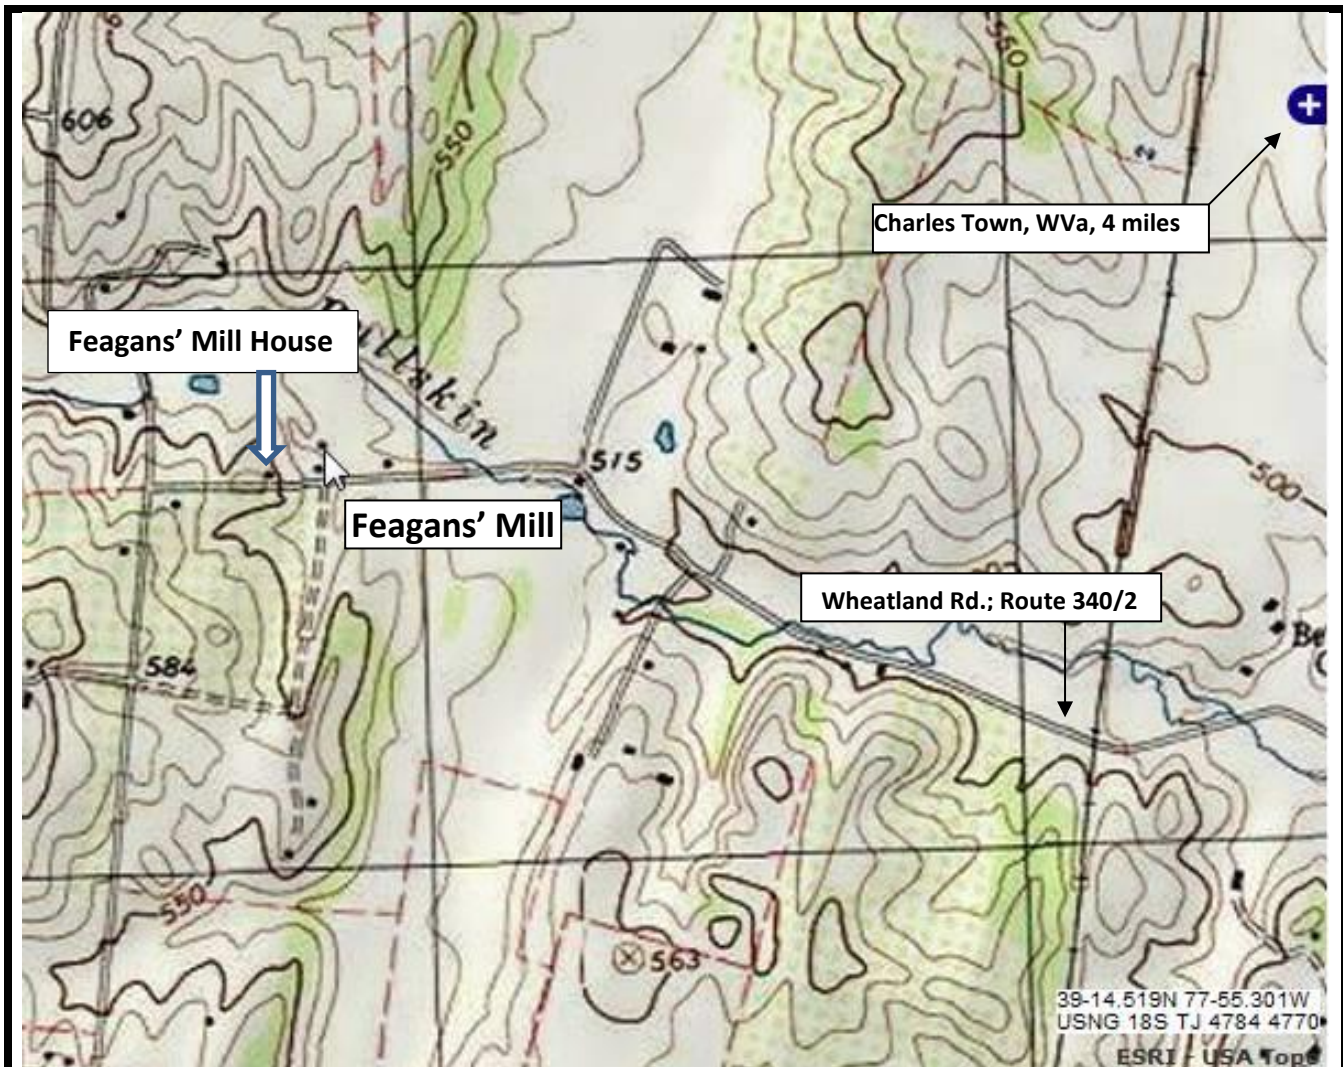 550
606
550
Charles Town, WVa, 4 miles
Feagans' Mill House
Bullskin
515
500
Feagans' Mill
Wheatland Rd.; Route 340/2
Be
584
550
563
39-14.519N 77-55.301W
USNG 18S TJ 4784 4770
ESRI - USA Topo